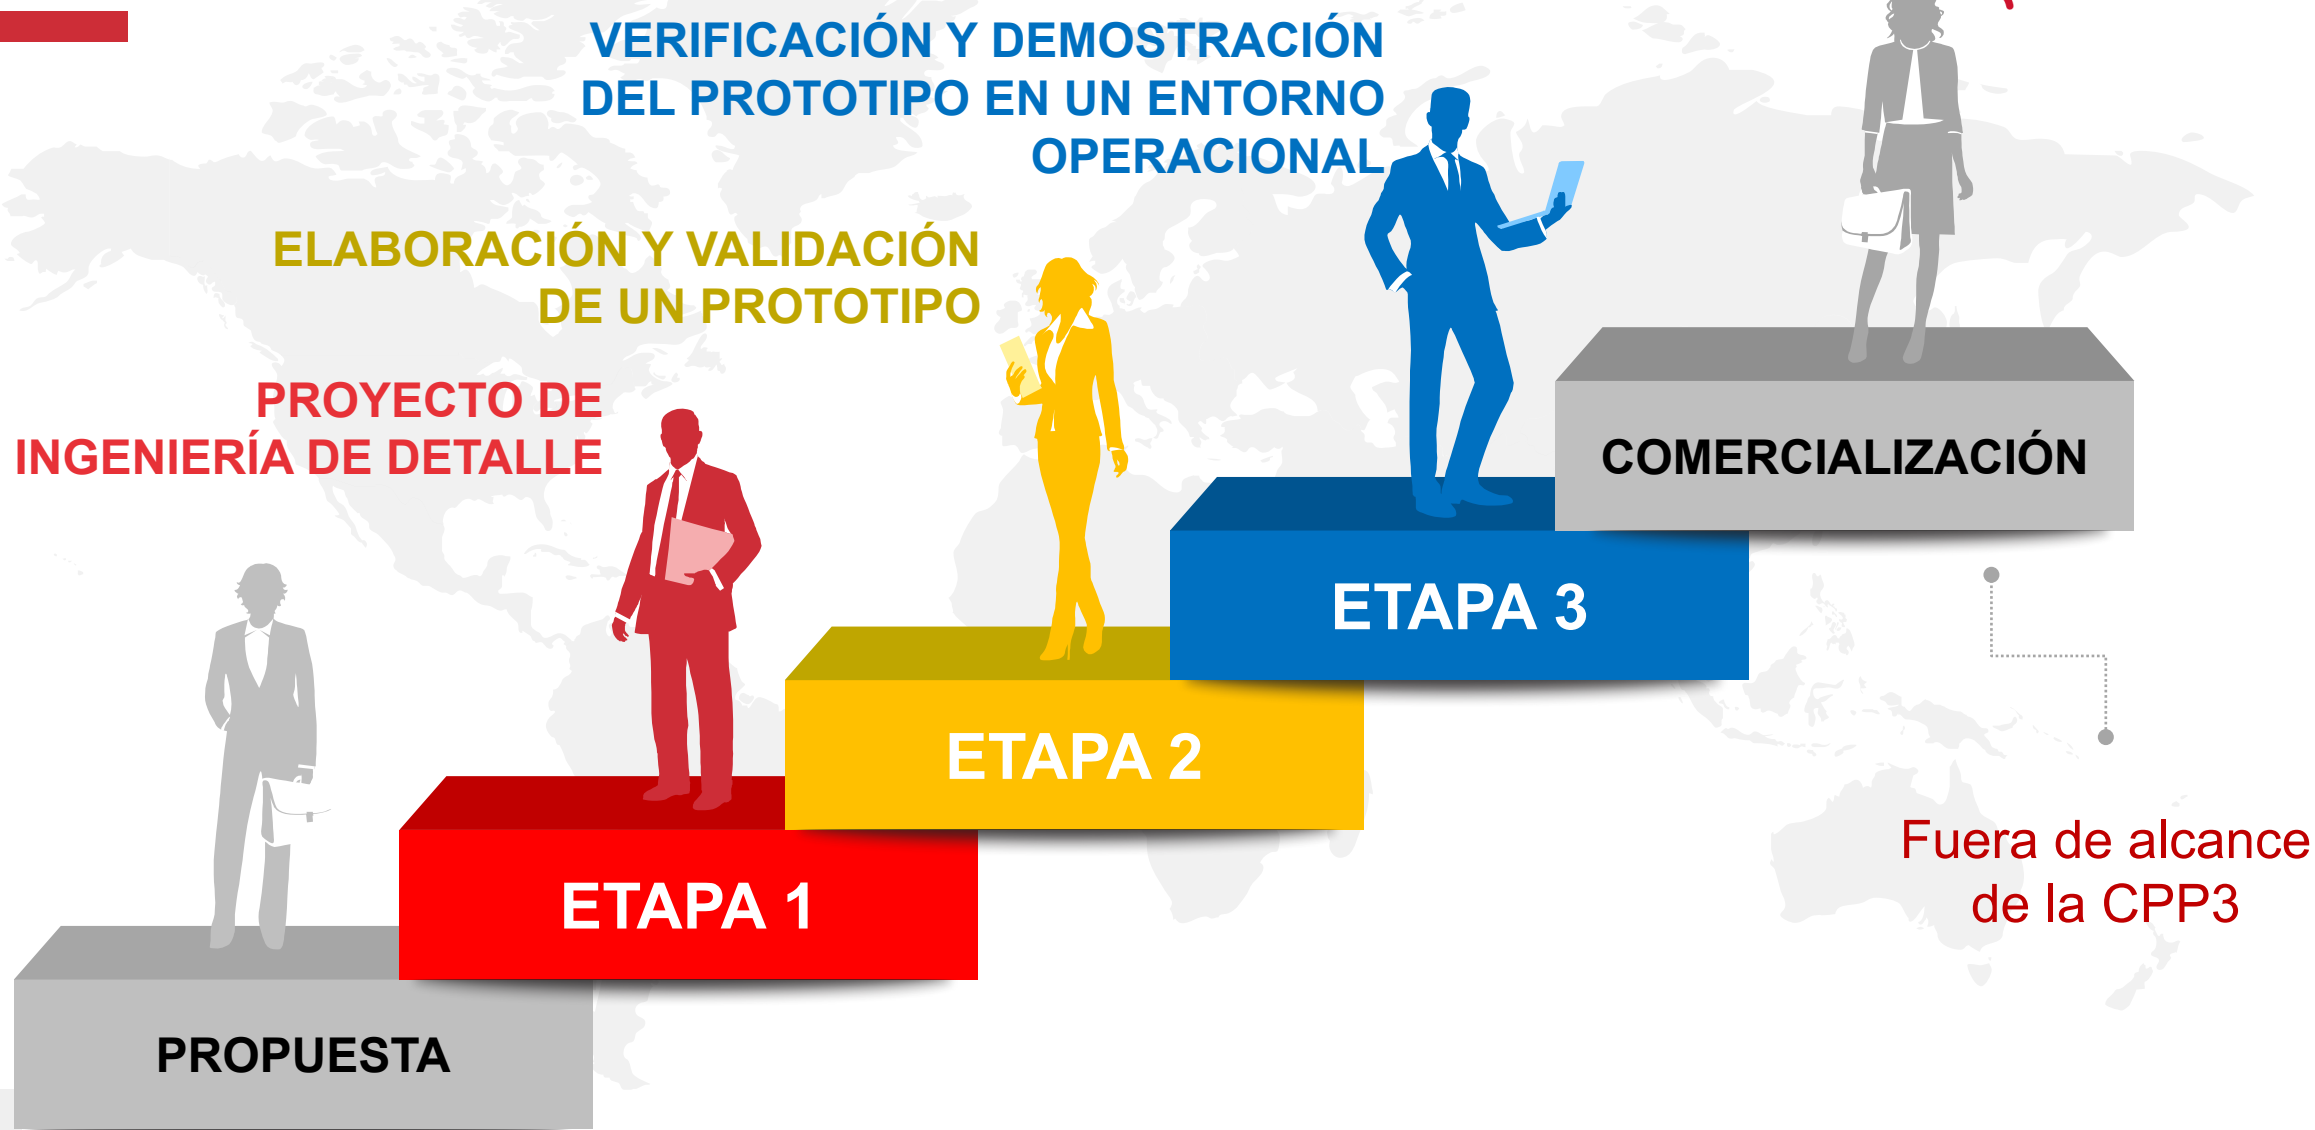 VERIFICACIÓN Y DEMOSTRACIÓN
DEL PROTOTIPO EN UN ENTORNO
OPERACIONAL
ELABORACIÓN Y VALIDACIÓN
DE UN PROTOTIPO
PROYECTO DE
INGENIERÍA DE DETALLE
COMERCIALIZACIÓN
ETAPA 3
ETAPA 2
ETAPA 1
PROPUESTA
Fuera de alcance
de la CPP3